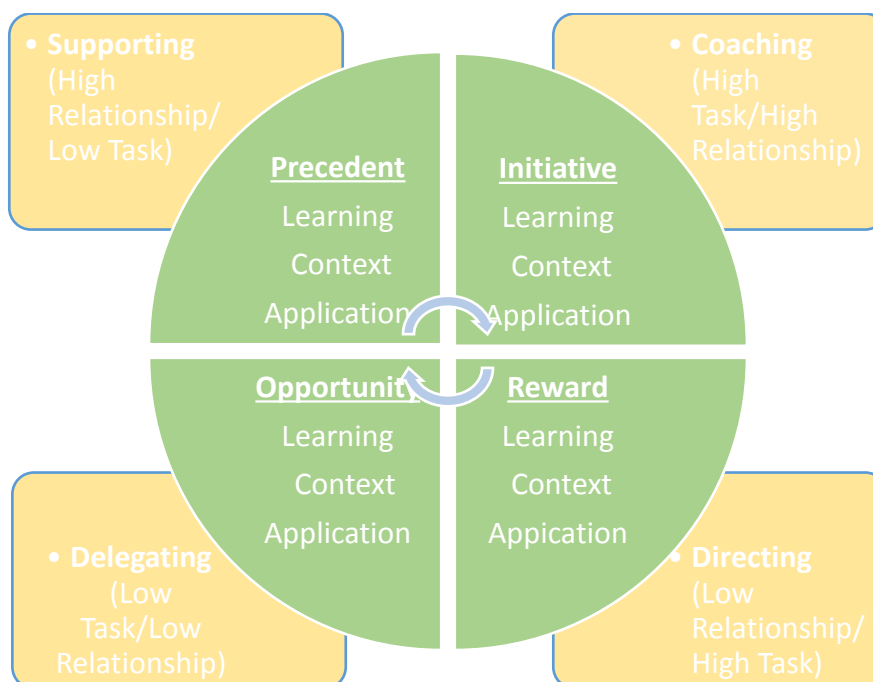 • Supporting
(High
Relationship/
Low Task)
• Coaching
(High
Task/High
Relationship)
Precedent
Learning
Context
Application
Initiative
Learning
Context
Application
Opportunity
Learning
Context
Application
Reward
Learning
Context
Appication
• Delegating
(Low
Task/Low
Relationship)
• Directing
(Low
Relationship/
High Task)